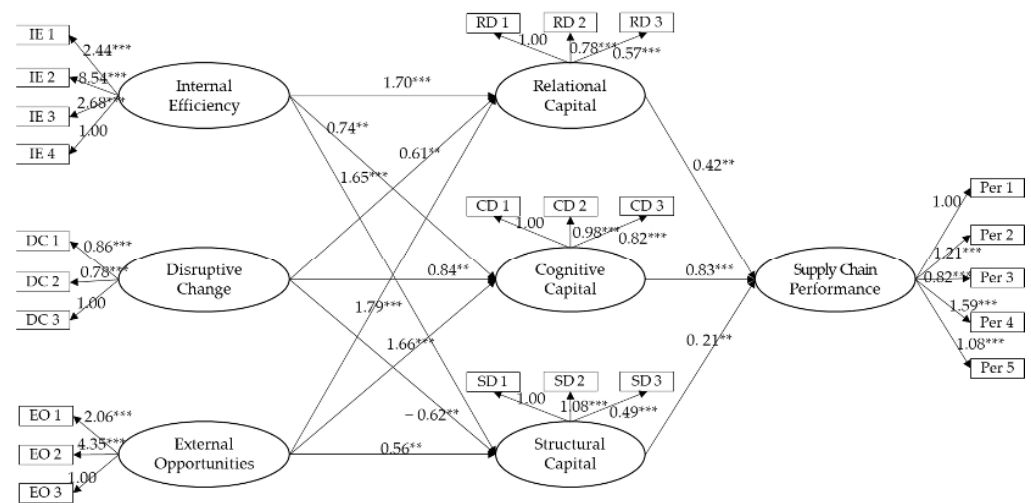 RD 1
RD 2
RD 3
1.00
0.78***
0.57***
IE 1
IE 2
IE 3
IE 4
2.44***
8.54***
2.68***
1.00
Internal
Efficiency
Relational
Capital
1.70***
0.74**
0.61**
1.65***
0.42**
CD 1
CD 2
CD 3
1.00
0.98***
0.82***
DC 1
DC 2
DC 3
0.86***
0.78***
1.00
Disruptive
Change
0.84**
Cognitive
Capital
0.83***
Supply Chain
Performance
Per 1
Per 2
Per 3
Per 4
Per 5
1.00
1.21***
0.82***
1.59***
1.08***
1.79***
1.66***
0. 21**
SD 1
SD 2
SD 3
1.00
1.08***
0.49***
EO 1
EO 2
EO 3
2.06***
4.35***
1.00
External
Opportunities
– 0.62**
0.56**
Structural
Capital